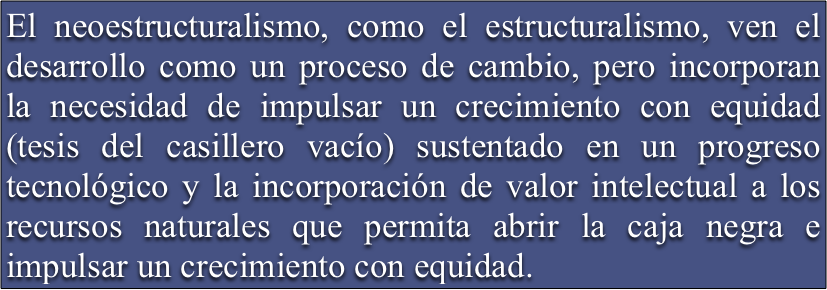 El neoestructuralismo, como el estructuralismo, ven el
desarrollo como un proceso de cambio, pero incorporan
la necesidad de impulsar un crecimiento con equidad
(tesis del casillero vacío) sustentado en un progreso
tecnológico y la incorporación de valor intelectual a los
recursos naturales que permita abrir la caja negra e
impulsar un crecimiento con equidad.